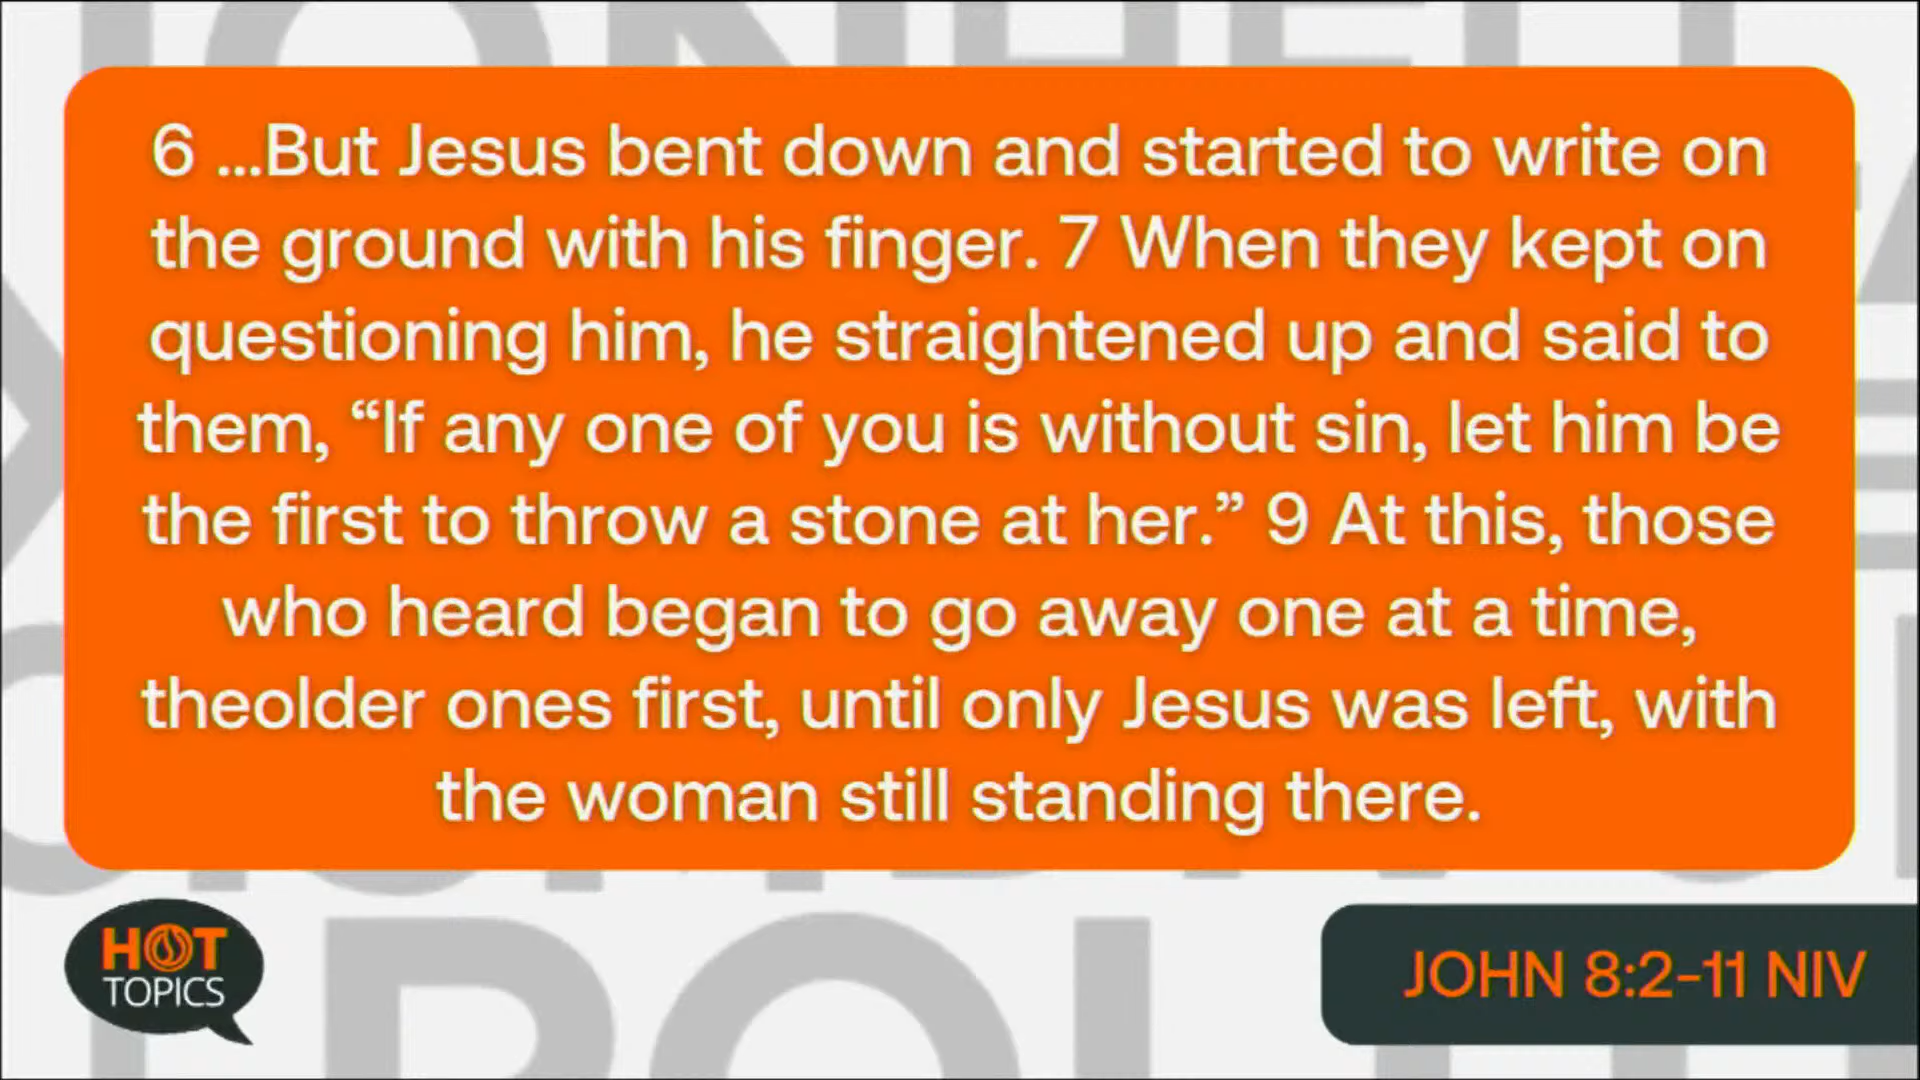 6 ...But Jesus bent down and started to write on
the ground with his finger. 7 When they kept on
questioning him, he straightened up and said to
them, “If any one of you is without sin, let him be
the first to throw a stone at her.” 9 At this, those
who heard began to go away one at a time,
theolder ones first, until only Jesus was left, with
the woman still standing there.
HOT
TOPICS
JOHN 8:2-11 NIV